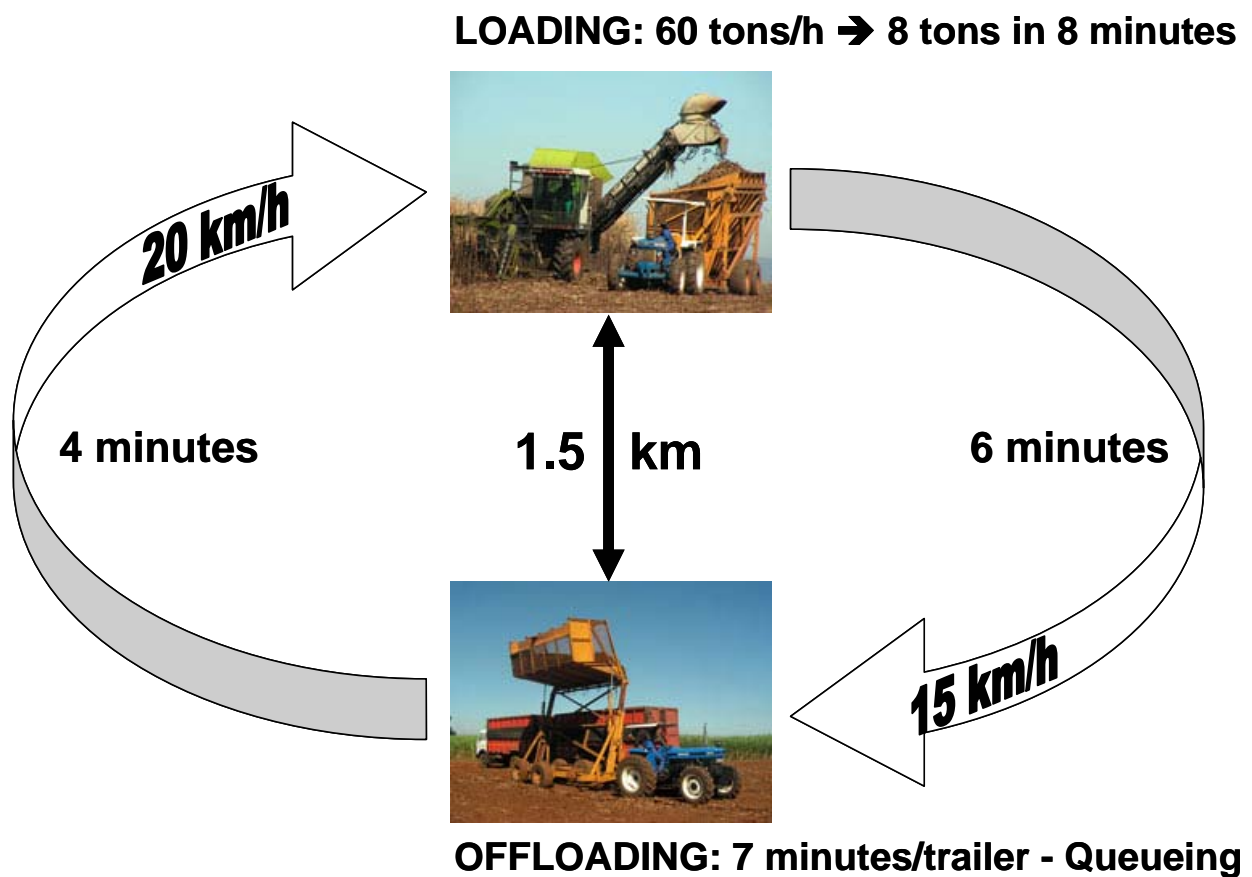 LOADING: 60 tons/h ➔ 8 tons in 8 minutes
20 km/h
4 minutes
1.5 km
6 minutes
15 km/h
OFFLOADING: 7 minutes/trailer - Queueing